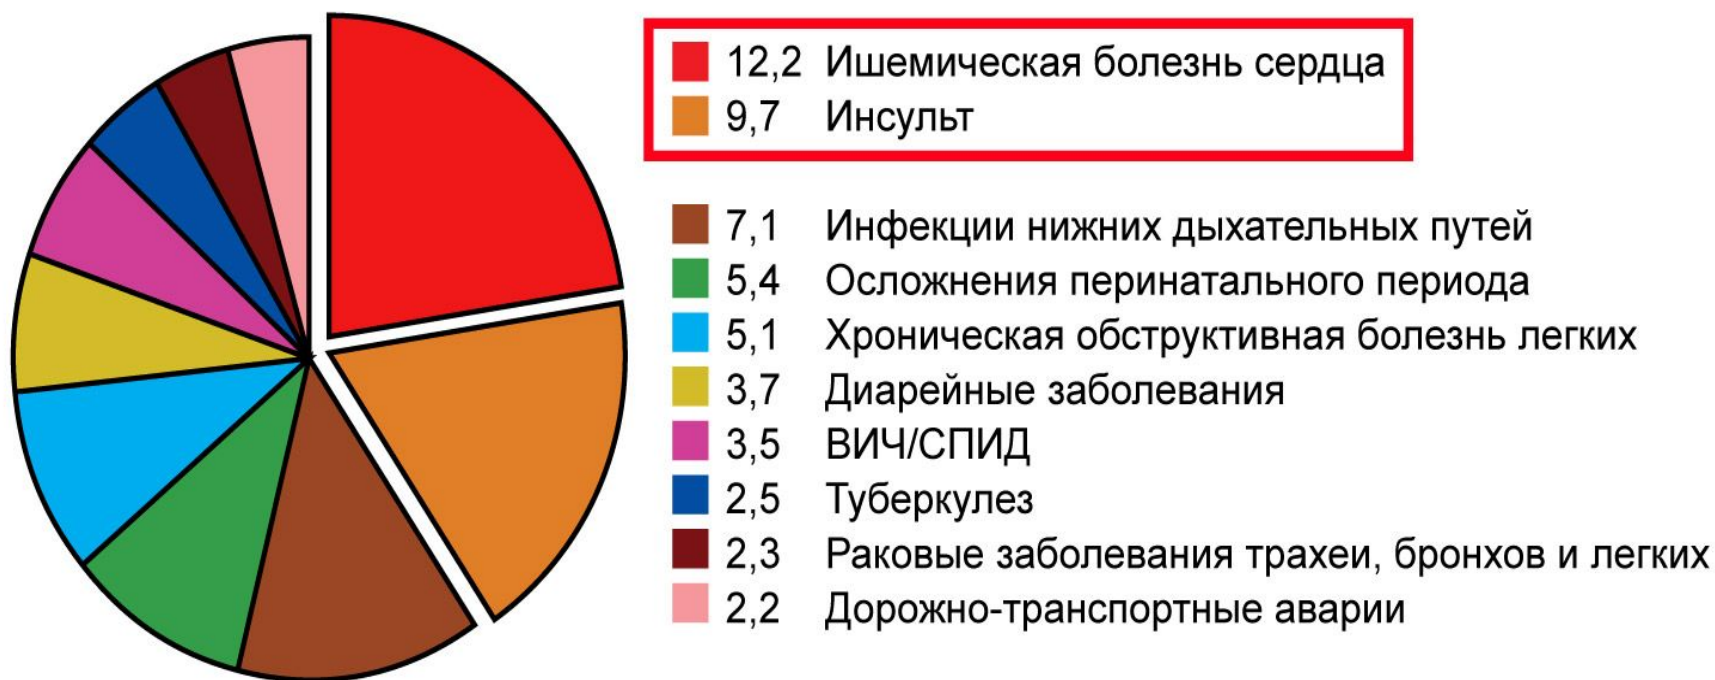 12,2 Ишемическая болезнь сердца
9,7 Инсульт
7,1 Инфекции нижних дыхательных путей
5,4 Осложнения перинатального периода
5,1 Хроническая обструктивная болезнь легких
3,7 Диарейные заболевания
3,5 ВИЧ/СПИД
2,5 Туберкулез
2,3 Раковые заболевания трахеи, бронхов и легких
2,2 Дорожно-транспортные аварии